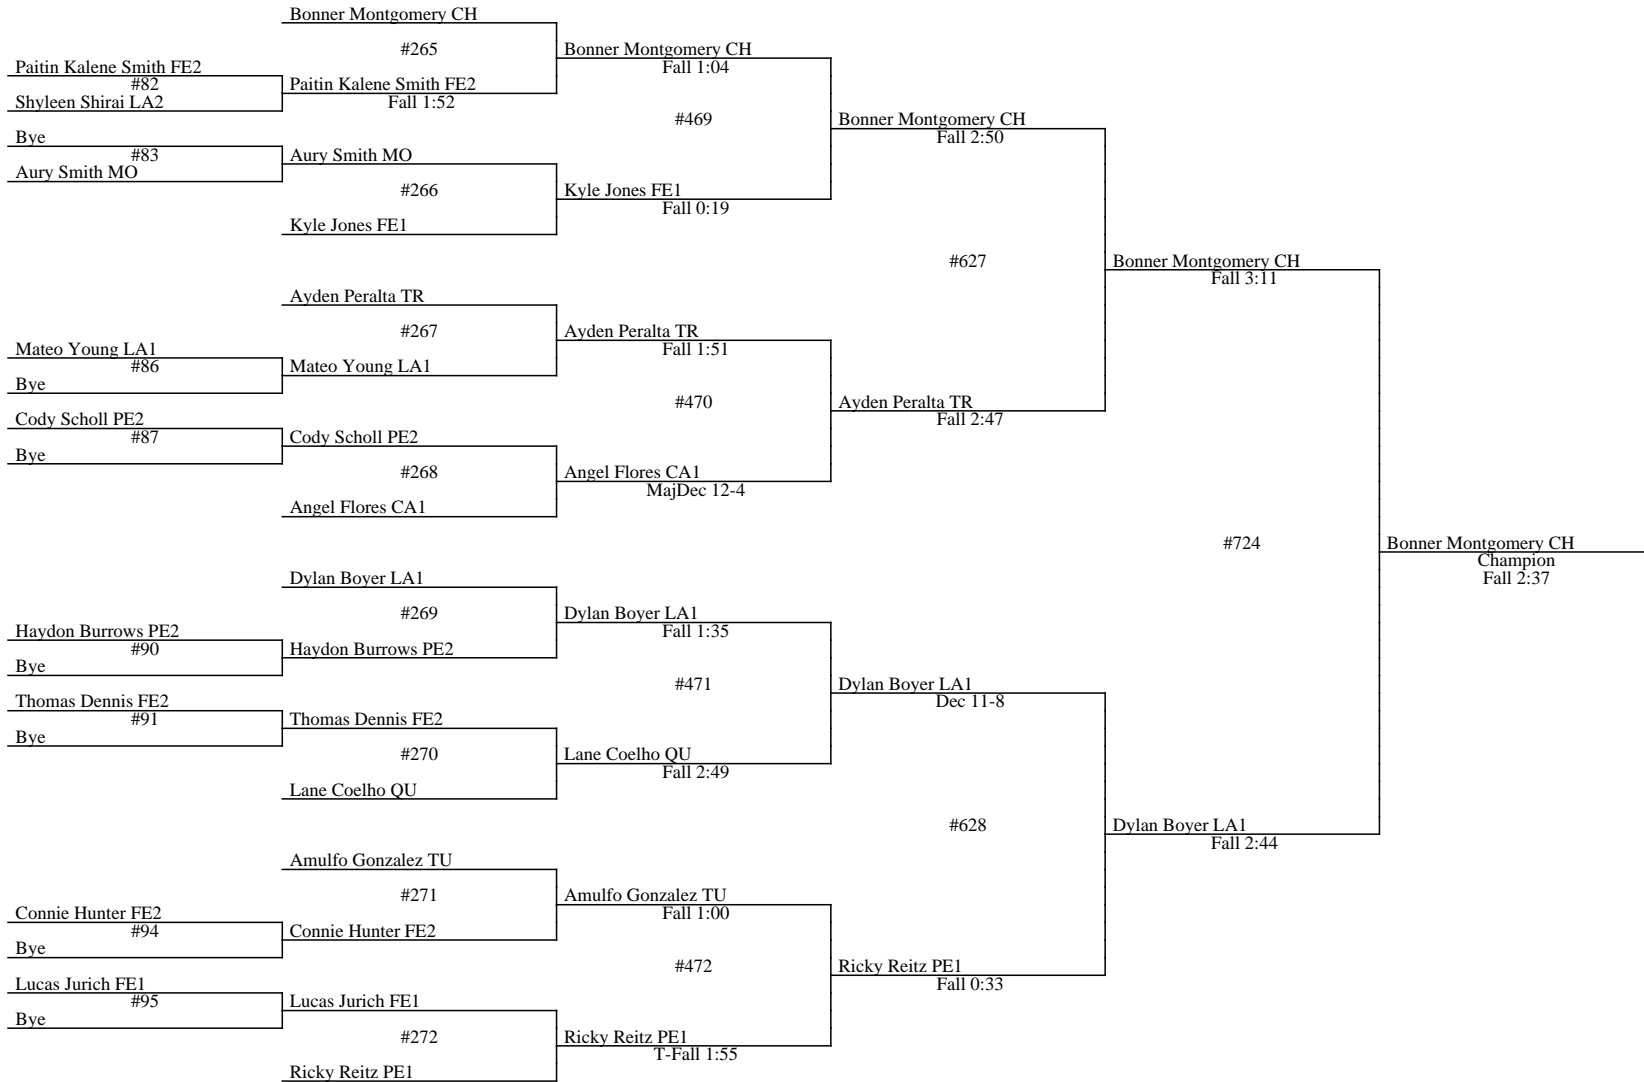 Bonner Montgomery CH
#265
Bonner Montgomery CH
Fall 1:04
Paitin Kalene Smith FE2
#82
Paitin Kalene Smith FE2
Fall 1:52
Shyleen Shirai LA2
#469
Bonner Montgomery CH
Fall 2:50
Bye
#83
Aury Smith MO
Aury Smith MO
#266
Kyle Jones FE1
Fall 0:19
Kyle Jones FE1
#627
Bonner Montgomery CH
Fall 3:11
Ayden Peralta TR
#267
Ayden Peralta TR
Fall 1:51
Mateo Young LA1
#86
Mateo Young LA1
Bye
#470
Ayden Peralta TR
Fall 2:47
Cody Scholl PE2
#87
Cody Scholl PE2
Bye
#268
Angel Flores CA1
MajDec 12-4
Angel Flores CA1
#724
Bonner Montgomery CH
Champion
Fall 2:37
Dylan Boyer LA1
#269
Dylan Boyer LA1
Fall 1:35
Haydon Burrows PE2
#90
Haydon Burrows PE2
Bye
#471
Dylan Boyer LA1
Dec 11-8
Thomas Dennis FE2
#91
Thomas Dennis FE2
Bye
#270
Lane Coelho QU
Fall 2:49
Lane Coelho QU
#628
Dylan Boyer LA1
Fall 2:44
Amulfo Gonzalez TU
#271
Amulfo Gonzalez TU
Fall 1:00
Connie Hunter FE2
#94
Connie Hunter FE2
Bye
#472
Ricky Reitz PE1
Fall 0:33
Lucas Jurich FE1
#95
Lucas Jurich FE1
Bye
#272
Ricky Reitz PE1
T-Fall 1:55
Ricky Reitz PE1